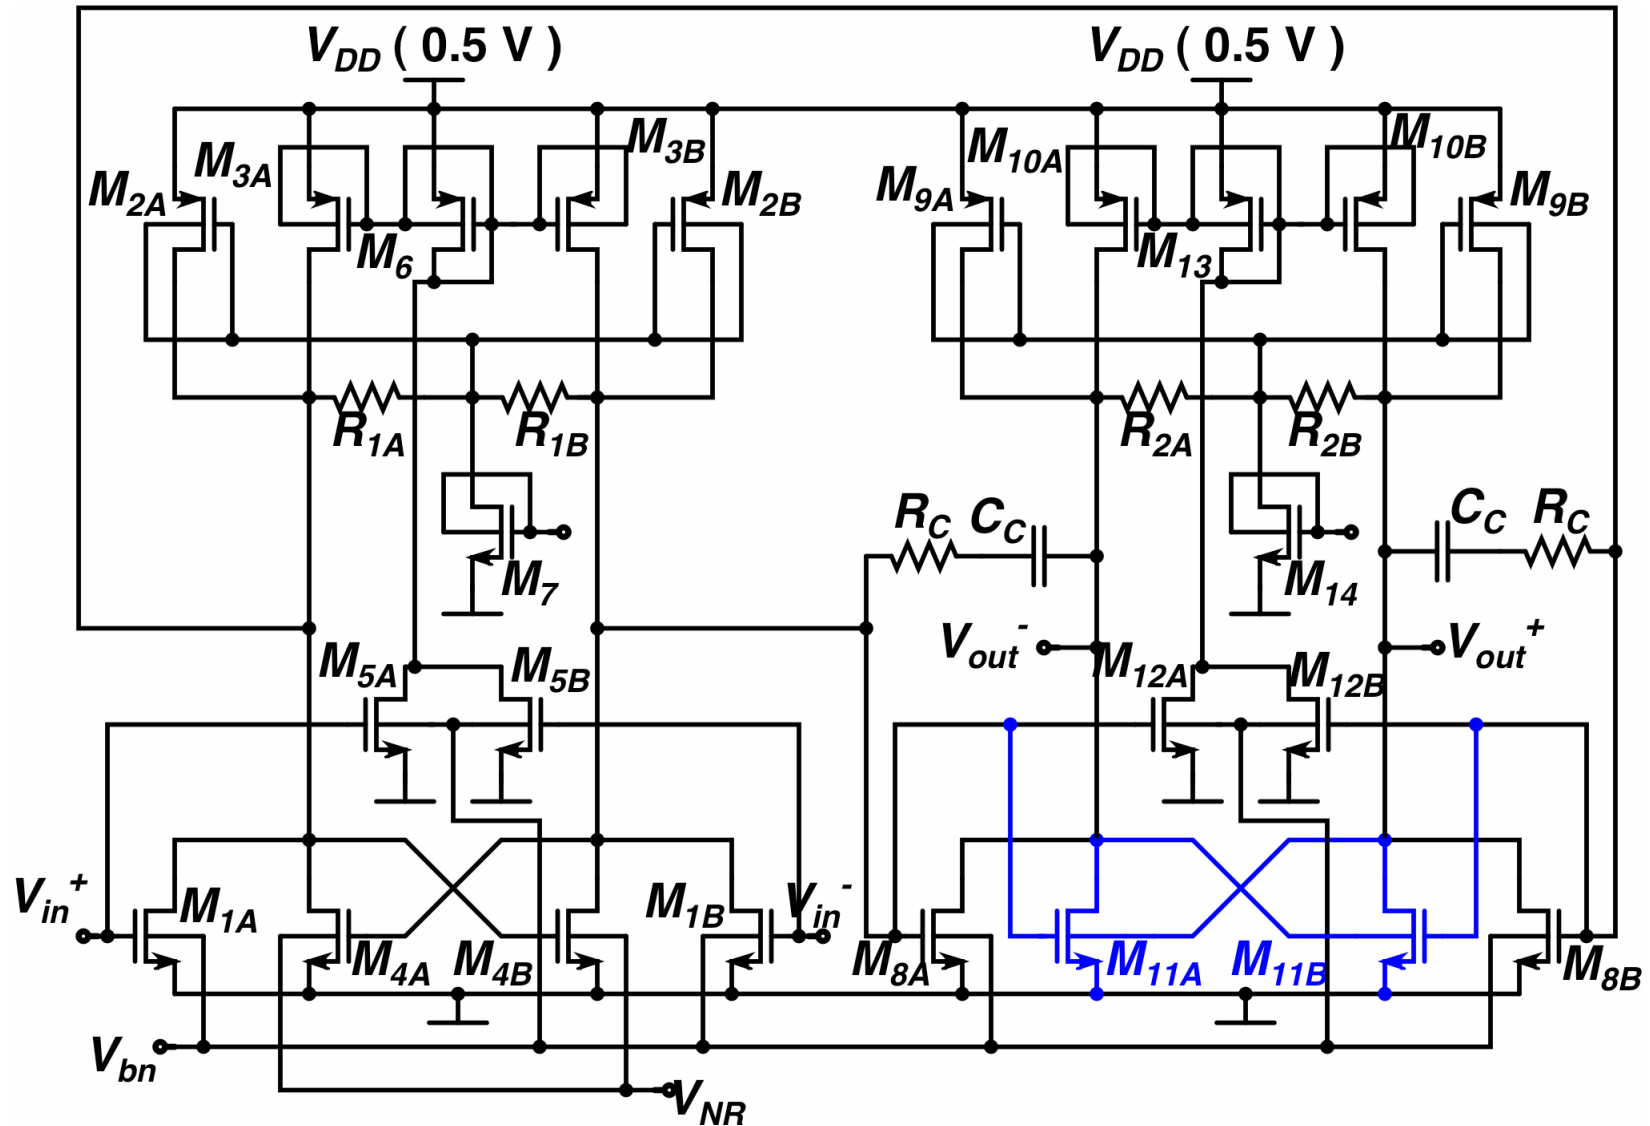 VDD ( 0.5 V ) VDD ( 0.5 V )
M3A M3B M10A M10B
M2A M2B M9A M9B
M6 M13
R1A R1B R2A R2B
RC CC CC RC
M7 M14
Vout- Vout+
M5A M5B M12A M12B
Vin+ M1A M1B Vin-
M4A M4B M8A M11A M11B M8B
Vbn
VNR